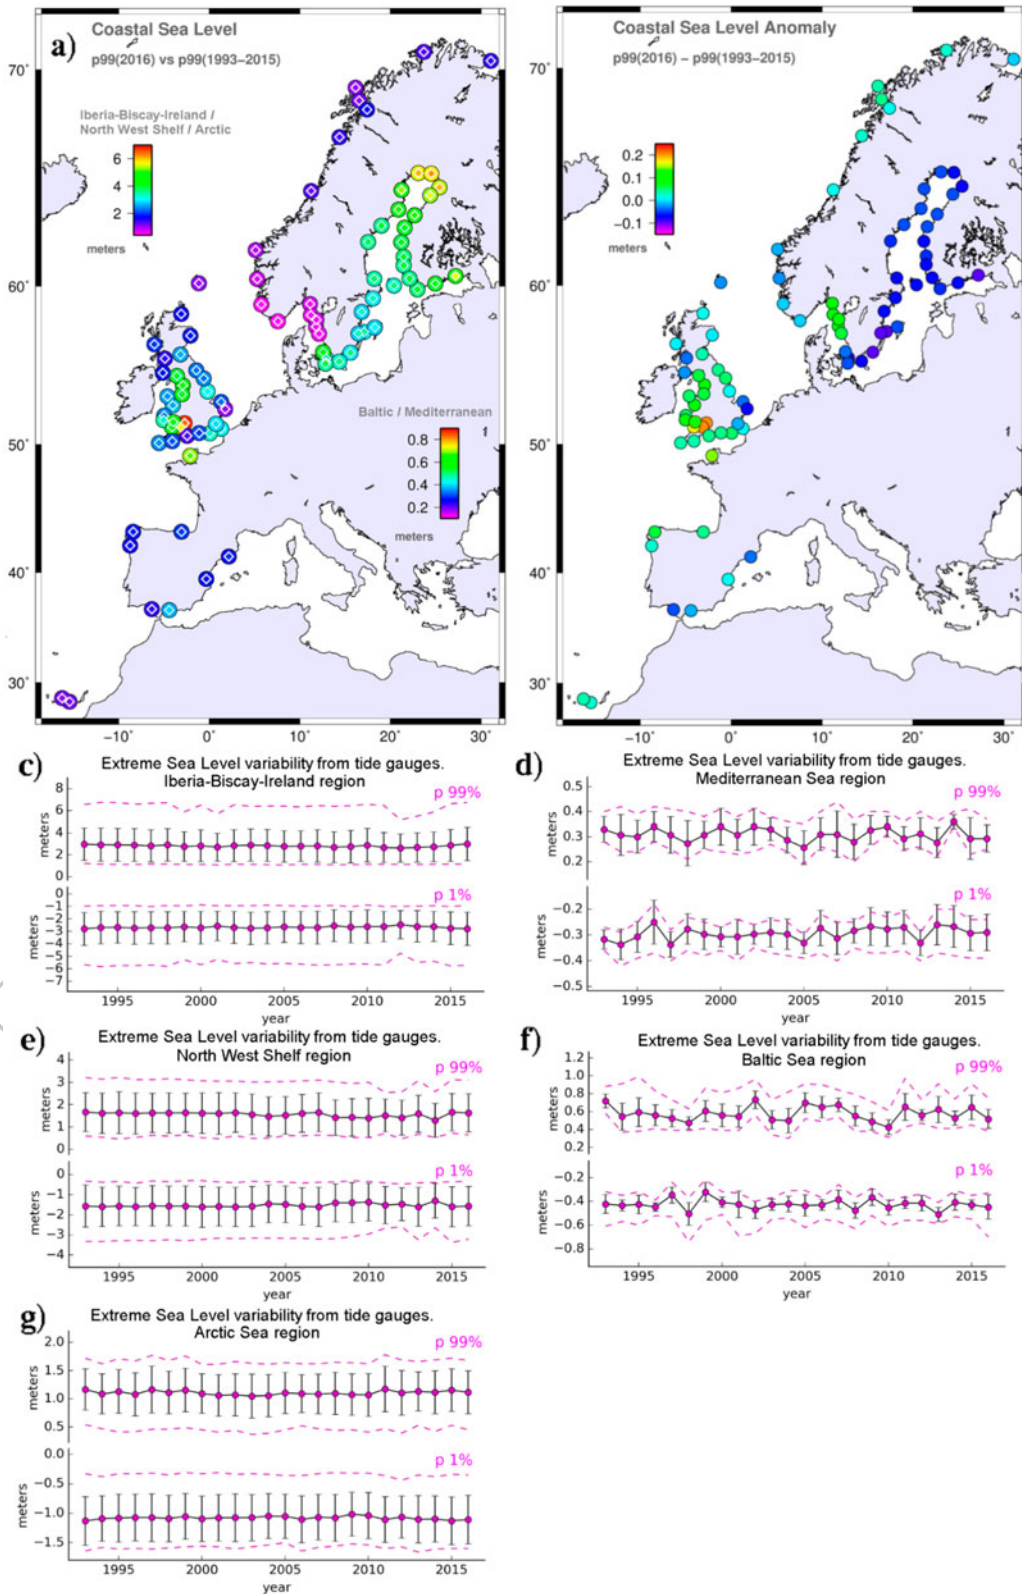 a)
Coastal Sea Level
p99(2016) vs p99(1993–2015)
Iberia-Biscay-Ireland /
North West Shelf / Arctic
6
4
2
meters
Baltic / Mediterranean
0.8
0.6
0.4
0.2
meters
70°
60°
50°
40°
30°
−10° 0° 10° 20° 30°
Coastal Sea Level Anomaly
p99(2016) – p99(1993–2015)
0.2
0.1
0.0
−0.1
meters
−10° 0° 10° 20° 30°
c)
Extreme Sea Level variability from tide gauges.
Iberia-Biscay-Ireland region
p 99%
8
6
4
2
0
meters
p 1%
0
−1
−2
−3
−4
−5
−6
−7
meters
1995 2000 2005 2010 2015
year
d)
Extreme Sea Level variability from tide gauges.
Mediterranean Sea region
p 99%
0.5
0.4
0.3
0.2
meters
p 1%
−0.2
−0.3
−0.4
−0.5
meters
1995 2000 2005 2010 2015
year
e)
Extreme Sea Level variability from tide gauges.
North West Shelf region
p 99%
4
3
2
1
0
meters
p 1%
0
−1
−2
−3
−4
meters
1995 2000 2005 2010 2015
year
f)
Extreme Sea Level variability from tide gauges.
Baltic Sea region
p 99%
1.2
1.0
0.8
0.6
0.4
0.2
meters
p 1%
−0.2
−0.4
−0.6
−0.8
meters
1995 2000 2005 2010 2015
year
g)
Extreme Sea Level variability from tide gauges.
Arctic Sea region
p 99%
2.0
1.5
1.0
0.5
meters
p 1%
0.0
−0.5
−1.0
−1.5
meters
1995 2000 2005 2010 2015
year